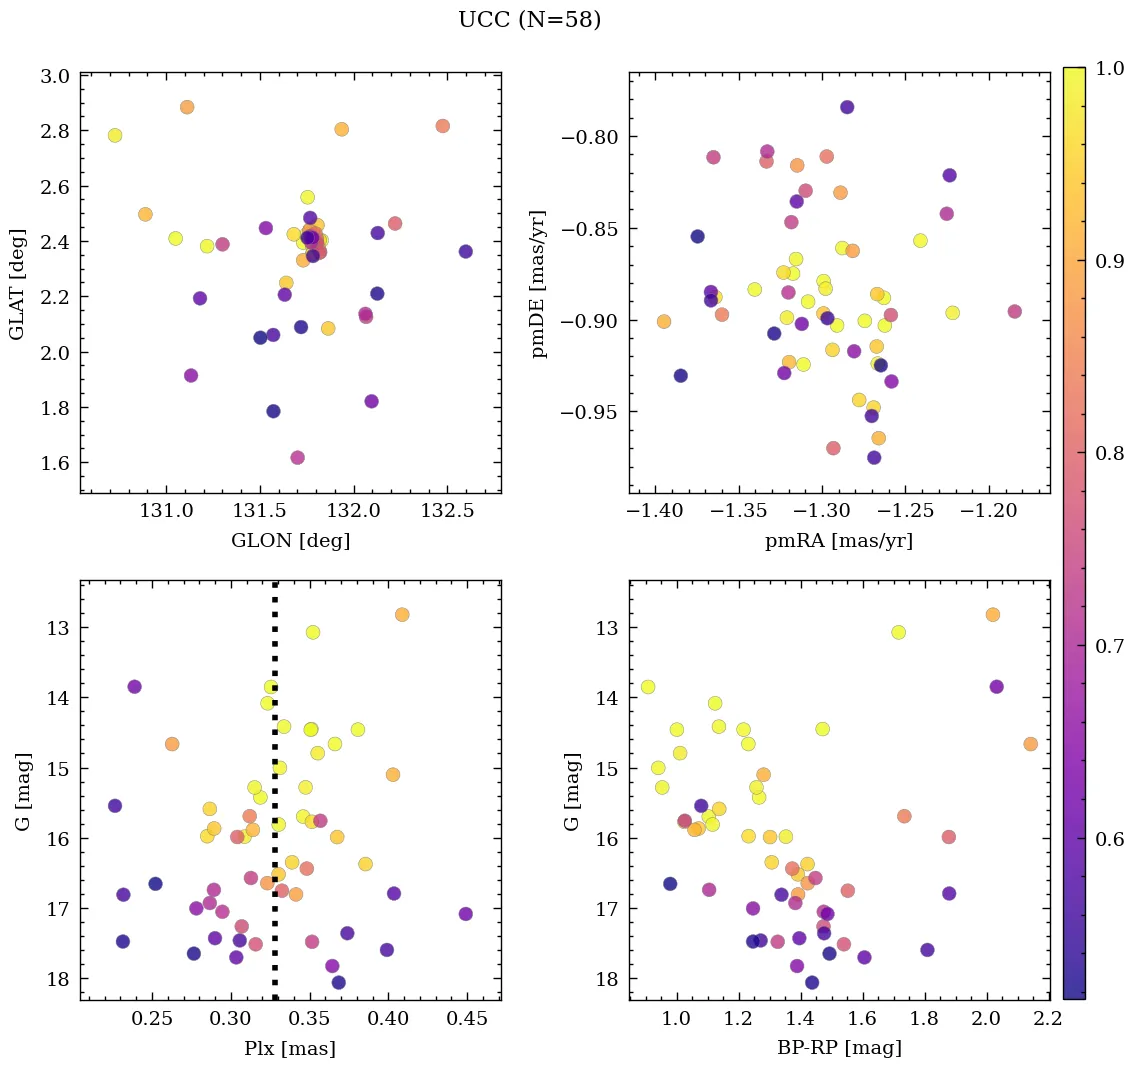 UCC (N=58)
3.0
2.8
2.6
2.4
2.2
2.0
1.8
1.6
GLAT [deg]
131.0 131.5 132.0 132.5
GLON [deg]
−0.80
−0.85
−0.90
−0.95
pmDE [mas/yr]
−1.40 −1.35 −1.30 −1.25 −1.20
pmRA [mas/yr]
13
14
15
16
17
18
G [mag]
0.25 0.30 0.35 0.40 0.45
Plx [mas]
13
14
15
16
17
18
G [mag]
1.0 1.2 1.4 1.6 1.8 2.0 2.2
BP-RP [mag]
1.0
0.9
0.8
0.7
0.6